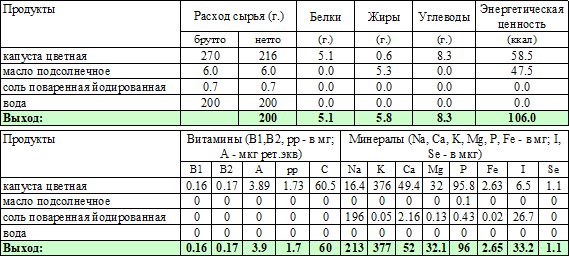 Продукты Расход сырья (г.) Белки Жиры Углеводы Энергетическая ценность
брутто нетто (г.) (г.) (г.) (ккал)
капуста цветная 270 216 5.1 0.6 8.3 58.5
масло подсолнечное 6.0 6.0 0.0 5.3 0.0 47.5
соль поваренная йодированная 0.7 0.7 0.0 0.0 0.0 0.0
вода 200 200 0.0 0.0 0.0 0.0
Выход: 200 5.1 5.8 8.3 106.0
Продукты Витамины (B1,B2, pp - в мг; А - мкг рет.экв) Минералы (Na, Ca, K, Mg, P, Fe - в мг; I, Se - в мкг)
B1 B2 A pp C Na K Ca Mg P Fe I Se
капуста цветная 0.16 0.17 3.89 1.73 60.5 16.4 376 49.4 32 95.8 2.63 6.5 1.1
масло подсолнечное 0 0 0 0 0 0 0 0 0 0.1 0 0 0
соль поваренная йодированная 0 0 0 0 0 196 0.05 2.16 0.13 0.43 0.02 26.7 0
вода 0 0 0 0 0 0 0 0 0 0 0 0 0
Выход: 0.16 0.17 3.9 1.7 60 213 377 52 32.1 96 2.65 33.2 1.1